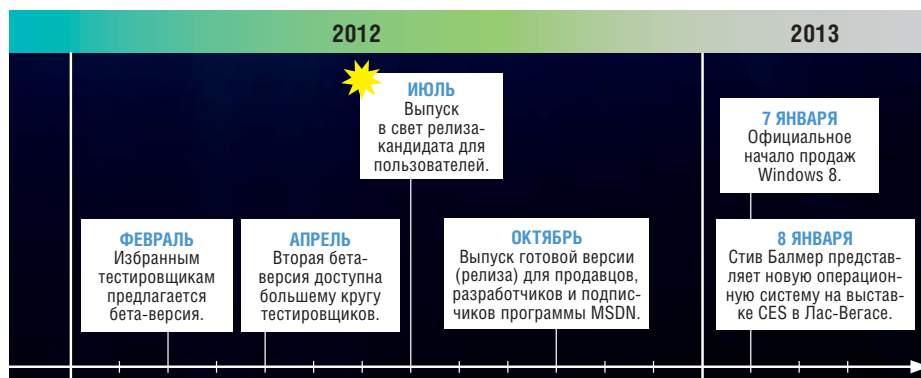 2012
2013
ИЮЛЬ
Выпуск
в свет релиза-
кандидата для
пользователей.
7 ЯНВАРЯ
Официальное
начало продаж
Windows 8.
ФЕВРАЛЬ
Избранным
тестировщикам
предлагается
бета-версия.
АПРЕЛЬ
Вторая бета-
версия доступна
большему кругу
тестировщиков.
ОКТЯБРЬ
Выпуск готовой версии
(релиза) для продавцов,
разработчиков и подпис-
чиков программы MSDN.
8 ЯНВАРЯ
Стив Балмер представ-
ляет новую операцион-
ную систему на выстав-
ке CES в Лас-Вегасе.